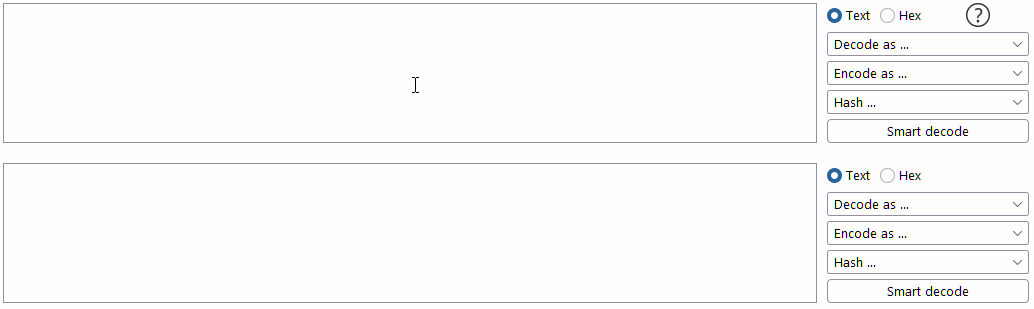 Text Hex ?
Decode as ...
Encode as ...
Hash ...
Smart decode
Text Hex
Decode as ...
Encode as ...
Hash ...
Smart decode